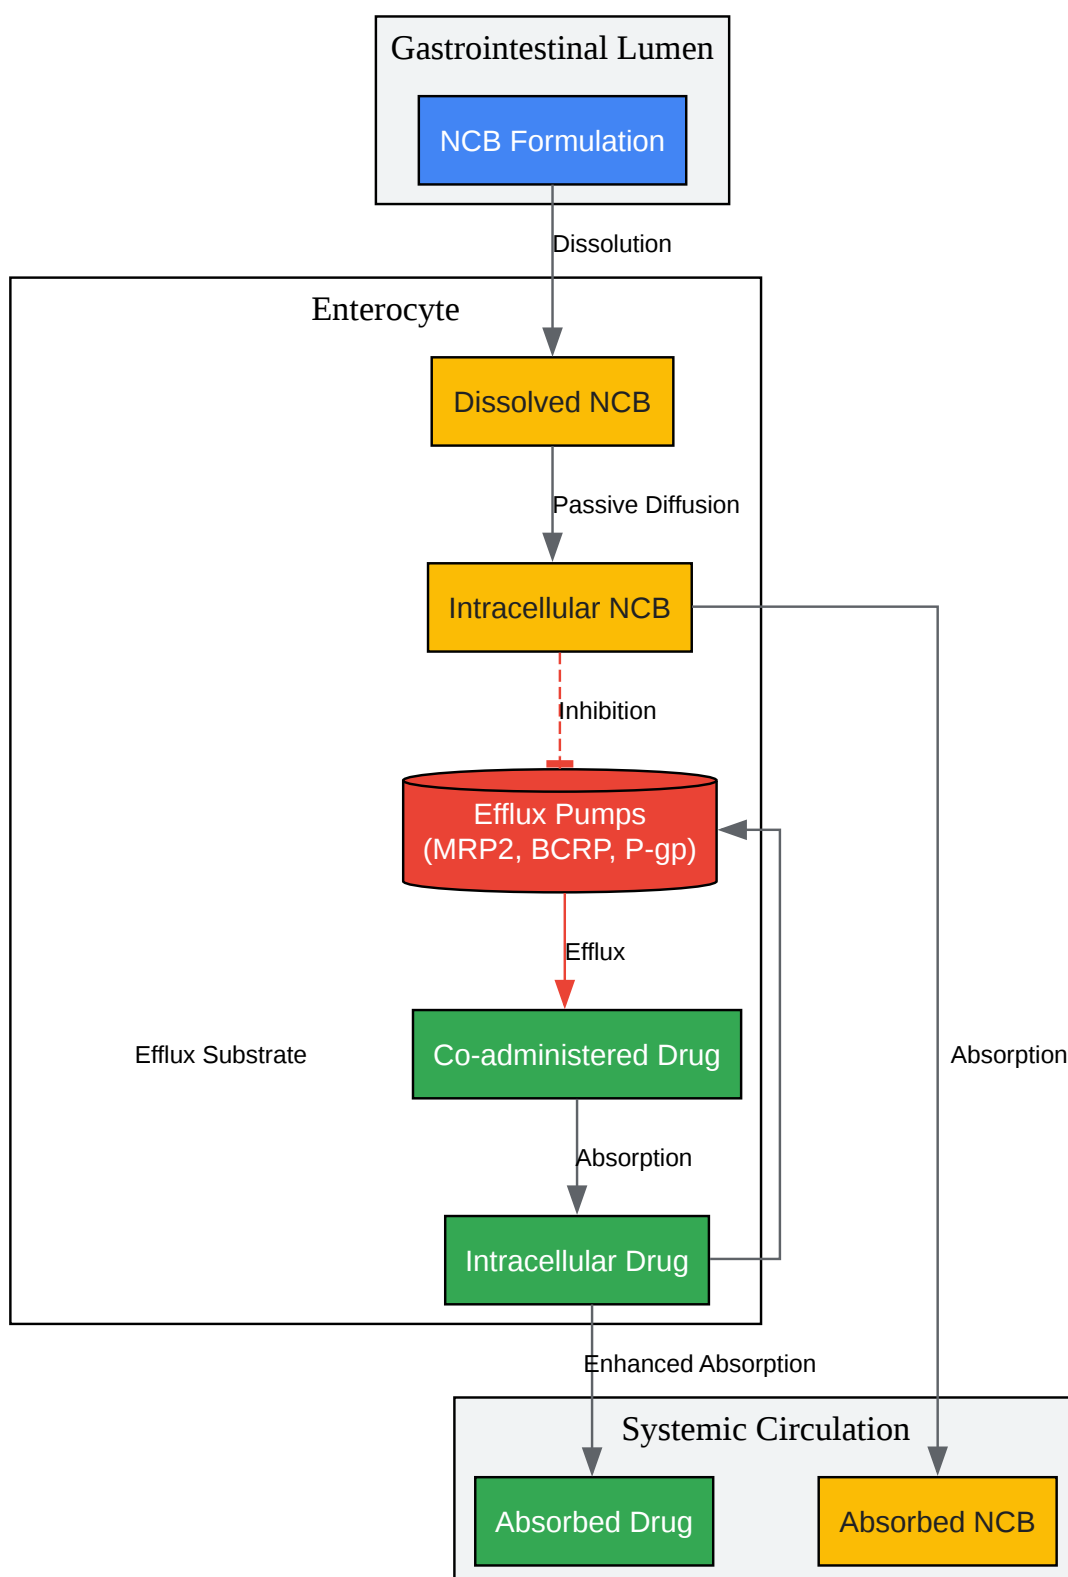 Gastrointestinal Lumen
NCB Formulation
Dissolution
Enterocyte
Dissolved NCB
Passive Diffusion
Intracellular NCB
Inhibition
Efflux Pumps
(MRP2, BCRP, P-gp)
Efflux
Efflux Substrate
Co-administered Drug
Absorption
Absorption
Intracellular Drug
Enhanced Absorption
Systemic Circulation
Absorbed Drug
Absorbed NCB